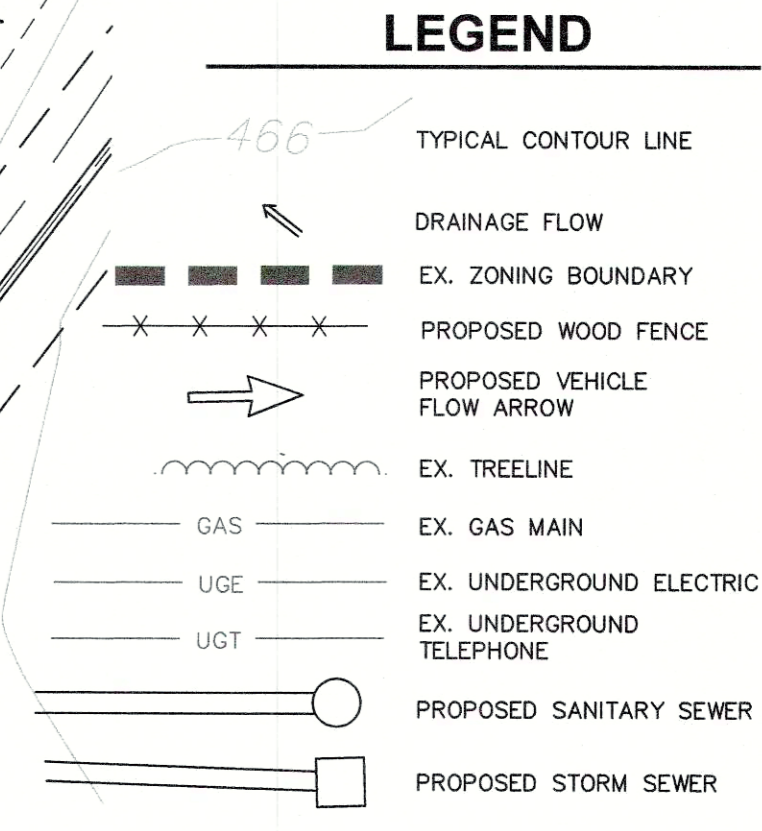 LEGEND
466 TYPICAL CONTOUR LINE
DRAINAGE FLOW
EX. ZONING BOUNDARY
PROPOSED WOOD FENCE
PROPOSED VEHICLE
FLOW ARROW
EX. TREELINE
GAS EX. GAS MAIN
UGE EX. UNDERGROUND ELECTRIC
UGT EX. UNDERGROUND
TELEPHONE
PROPOSED SANITARY SEWER
PROPOSED STORM SEWER